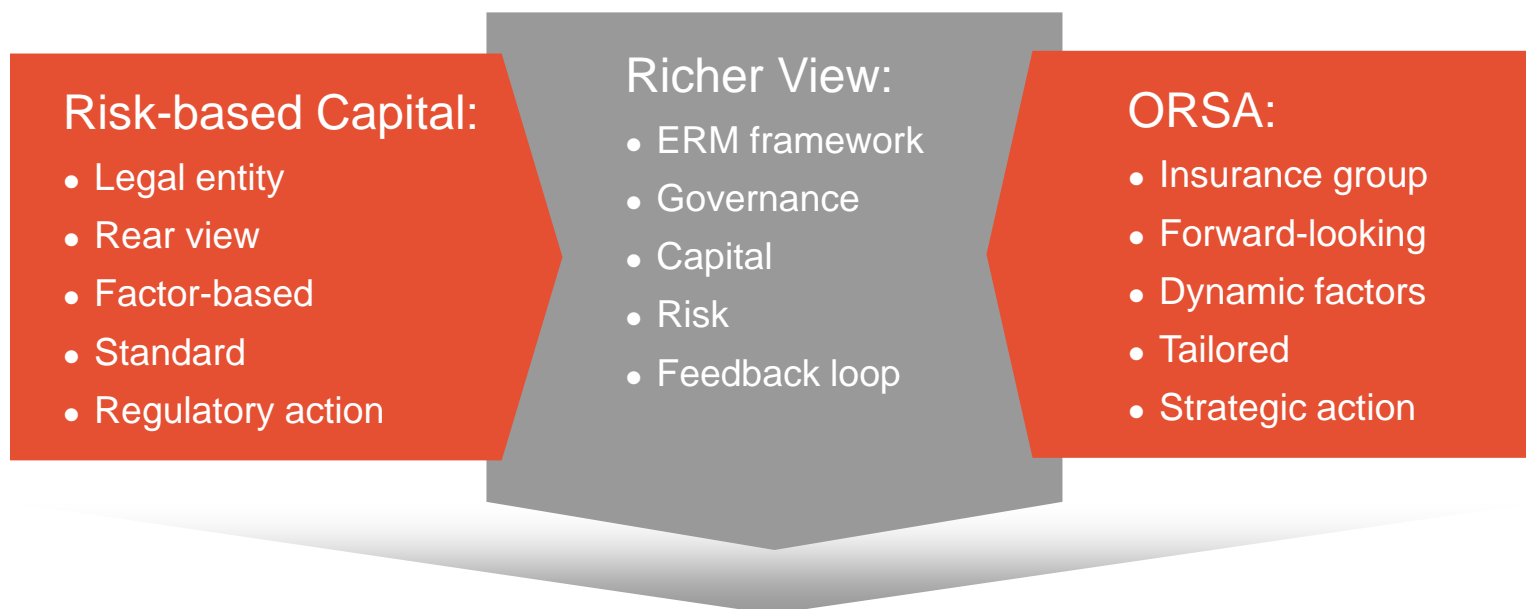 Risk-based Capital:
● Legal entity
● Rear view
● Factor-based
● Standard
● Regulatory action
Richer View:
● ERM framework
● Governance
● Capital
● Risk
● Feedback loop
ORSA:
● Insurance group
● Forward-looking
● Dynamic factors
● Tailored
● Strategic action